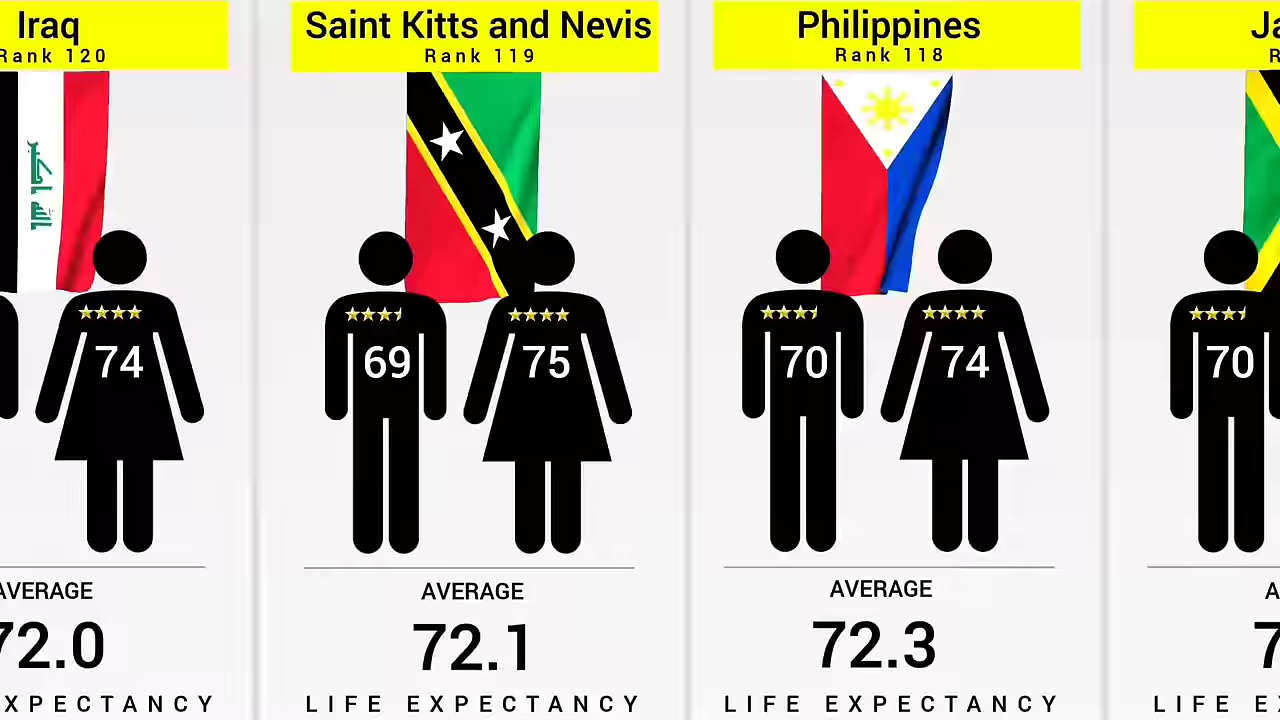 Iraq
Rank 120
74
AVERAGE
72.0
EXPECTANCY
Saint Kitts and Nevis
Rank 119
69
75
AVERAGE
72.1
LIFE EXPECTANCY
Philippines
Rank 118
70
74
AVERAGE
72.3
LIFE EXPECTANCY
70
LIFE